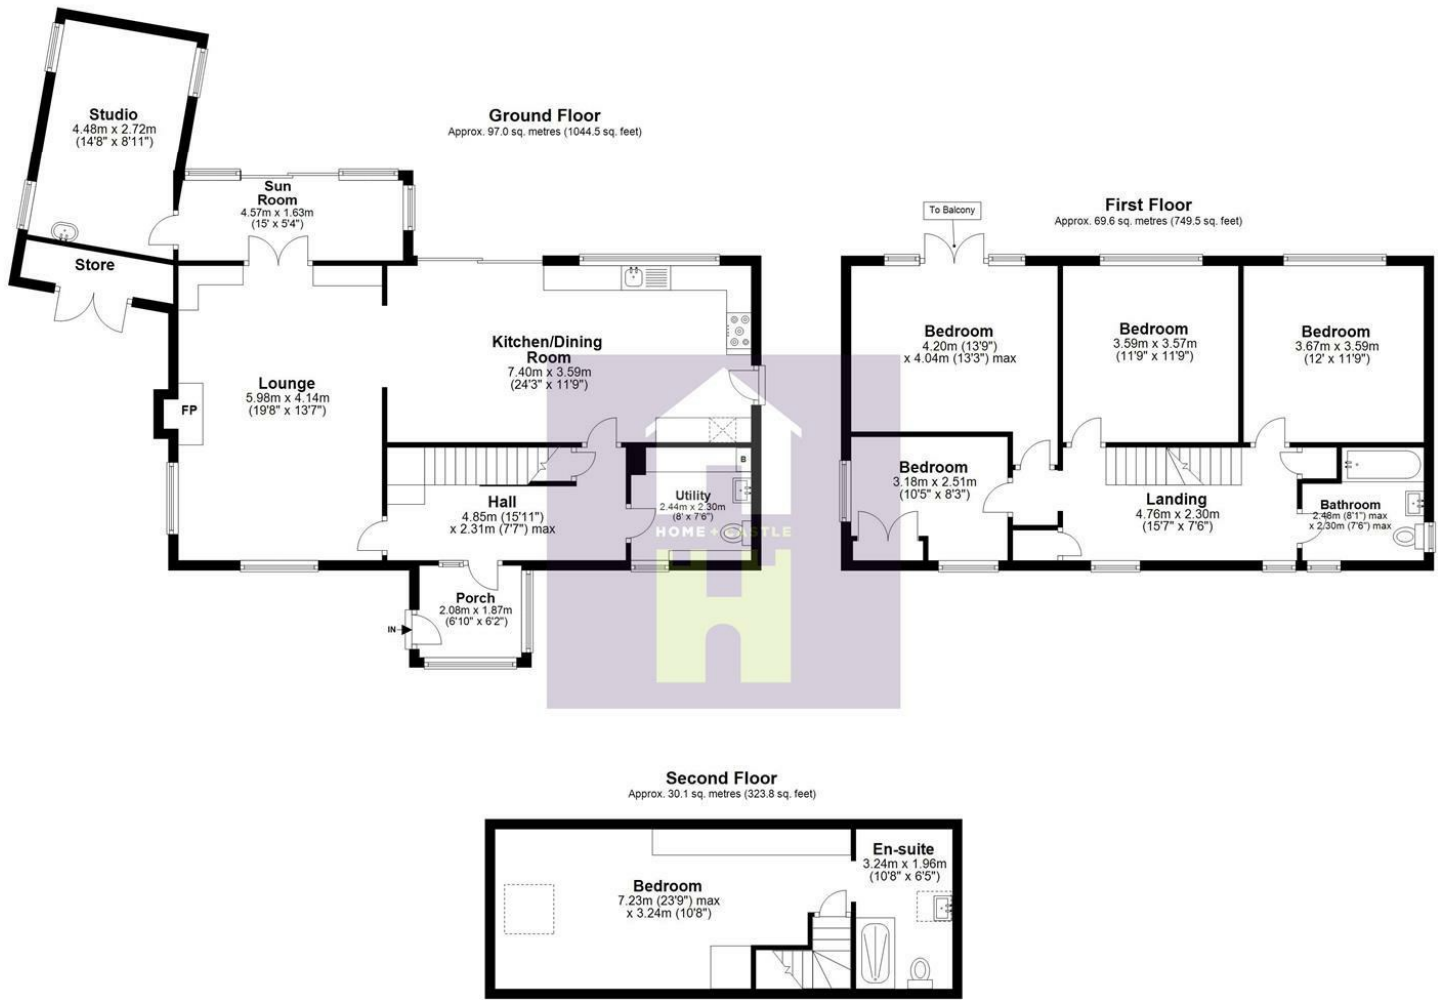 Ground Floor
Approx. 97.0 sq. metres (1044.5 sq. feet)
Studio
4.48m x 2.72m
(14'8" x 8'11")
Sun
Room
4.57m x 1.63m
(15' x 5'4")
Store
Kitchen/Dining
Room
7.40m x 3.59m
(24'3" x 11'9")
Lounge
5.98m x 4.14m
(19'8" x 13'7")
FP
Hall
4.85m (15'11")
x 2.31m (7'7") max
B
Utility
2.44m x 2.30m
(8' x 7'6")
HOME + CASTLE
Porch
2.08m x 1.87m
(6'10" x 6'2")
IN
First Floor
Approx. 69.6 sq. metres (749.5 sq. feet)
To Balcony
Bedroom
4.20m (13'9")
x 4.04m (13'3") max
Bedroom
3.59m x 3.57m
(11'9" x 11'9")
Bedroom
3.67m x 3.59m
(12' x 11'9")
Bedroom
3.18m x 2.51m
(10'5" x 8'3")
Landing
4.76m x 2.30m
(15'7" x 7'6")
Bathroom
2.48m (8'1") max
x 2.30m (7'6") max
Second Floor
Approx. 30.1 sq. metres (323.8 sq. feet)
Bedroom
7.23m (23'9") max
x 3.24m (10'8")
En-suite
3.24m x 1.96m
(10'8" x 6'5")